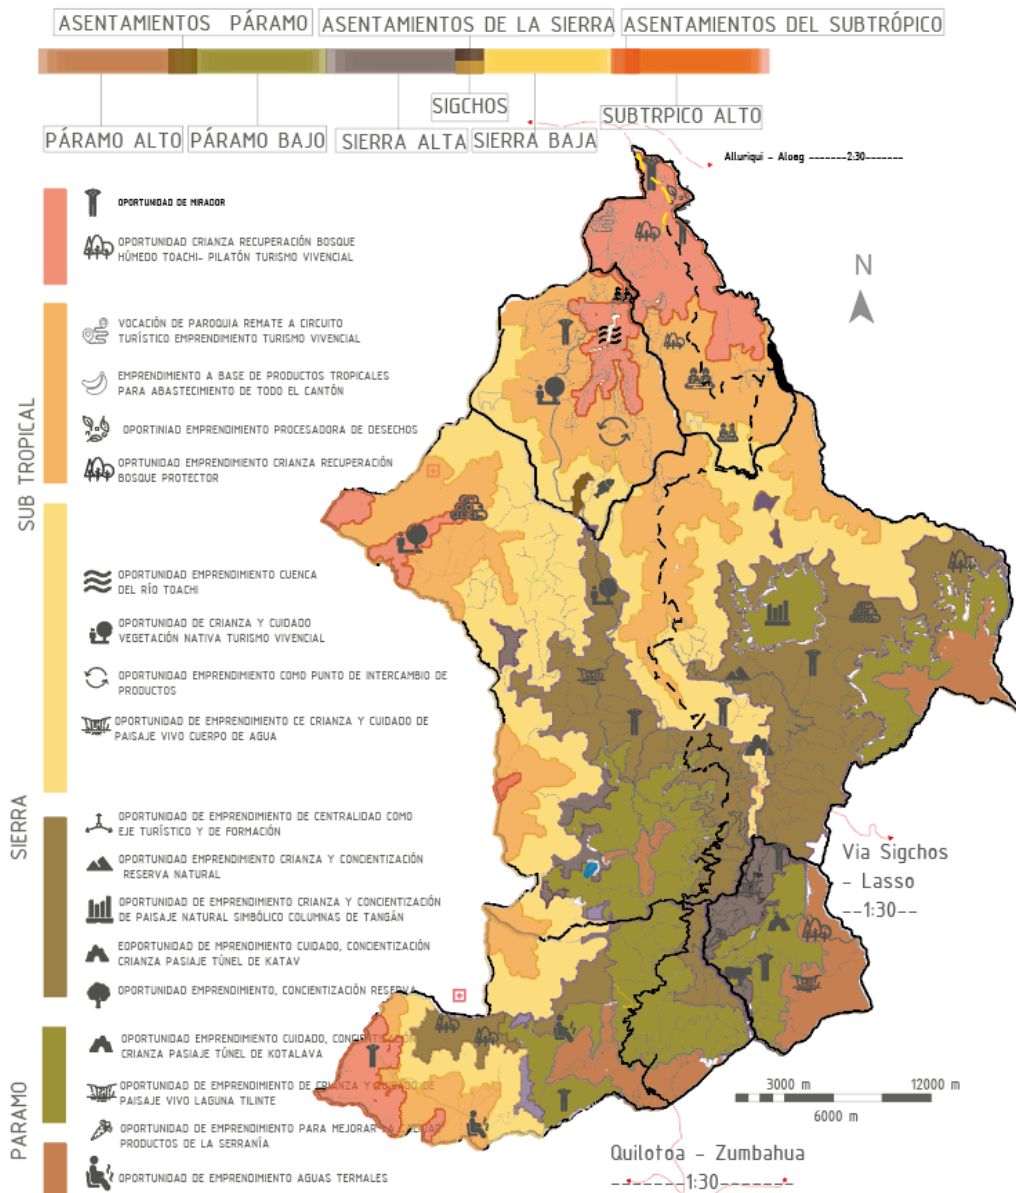 ASENTAMIENTOS PÁRAMO
ASENTAMIENTOS DE LA SIERRA
ASENTAMIENTOS DEL SUBTRÓPICO
SIGCHOS
SUBTRPICO ALTO
PÁRAMO ALTO
PÁRAMO BAJO
SIERRA ALTA
SIERRA BAJA
Alluriqui - Aloag -------2:30-------
N
SUB TROPICAL
OPORTUNIDAD DE MIRADOR
OPORTUNIDAD CRIANZA RECUPERACIÓN BOSQUE
HÚMEDO TOACHI- PILATÓN TURISMO VIVENCIAL
VOCACIÓN DE PARROQUIA REMATE A CIRCUITO
TURÍSTICO EMPRENDIMIENTO TURISMO VIVENCIAL
EMPRENDIMIENTO A BASE DE PRODUCTOS TROPICALES
PARA ABASTECIMIENTO DE TODO EL CANTÓN
OPORTINIAD EMPRENDIMIENTO PROCESADORA DE DESECHOS
OPRTUNIDAD EMPRENDIMIENTO CRIANZA RECUPERACIÓN
BOSQUE PROTECTOR
SIERRA
OPORTUNIDAD EMPRENDIMIENTO CUENCA
DEL RÍO TOACHI
OPORTUNIDAD DE CRIANZA Y CUIDADO
VEGETACIÓN NATIVA TURISMO VIVENCIAL
OPORTUNIDAD EMPRENDIMIENTO COMO PUNTO DE INTERCAMBIO DE
PRODUCTOS
OPORTUNIDAD DE EMPRENDIMIENTO CE CRIANZA Y CUIDADO DE
PAISAJE VIVO CUERPO DE AGUA
OPORTUNIDAD DE EMPRENDIMIENTO DE CENTRALIDAD COMO
EJE TURÍSTICO Y DE FORMACIÓN
OPORTUNIDAD EMPRENDIMIENTO CRIANZA Y CONCIENTIZACIÓN
RESERVA NATURAL
OPORTUNIDAD DE EMPRENDIMIENTO CRIANZA Y CONCIENTIZACIÓN
DE PAISAJE NATURAL SIMBÓLICO COLUMNAS DE TANGÁN
EOPORTUNIDAD DE MPRENDIMIENTO CUIDADO, CONCIENTIZACIÓN
CRIANZA PASIAJE TÚNEL DE KATAV
OPORTUNIDAD EMPRENDIMIENTO, CONCIENTIZACIÓN RESERVA
PARAMO
OPORTUNIDAD EMPRENDIMIENTO CUIDADO, CONCIENTIZACIÓN
CRIANZA PASIAJE TÚNEL DE KOTALAVA
OPORTUNIDAD DE EMPRENDIMIENTO DE CRIANZA Y CUIDADO DE
PAISAJE VIVO LAGUNA TILINTE
OPORTUNIDAD DE EMPRENDIMIENTO PARA MEJORAR LA
PRODUCTOS DE LA SERRANÍA
OPORTUNIDAD DE EMPRENDIMIENTO AGUAS TERMALES
Via Sigchos
- Lasso
--1:30--
3000 m
12000 m
6000 m
Quilotoa - Zumbahua
-------1:30-------